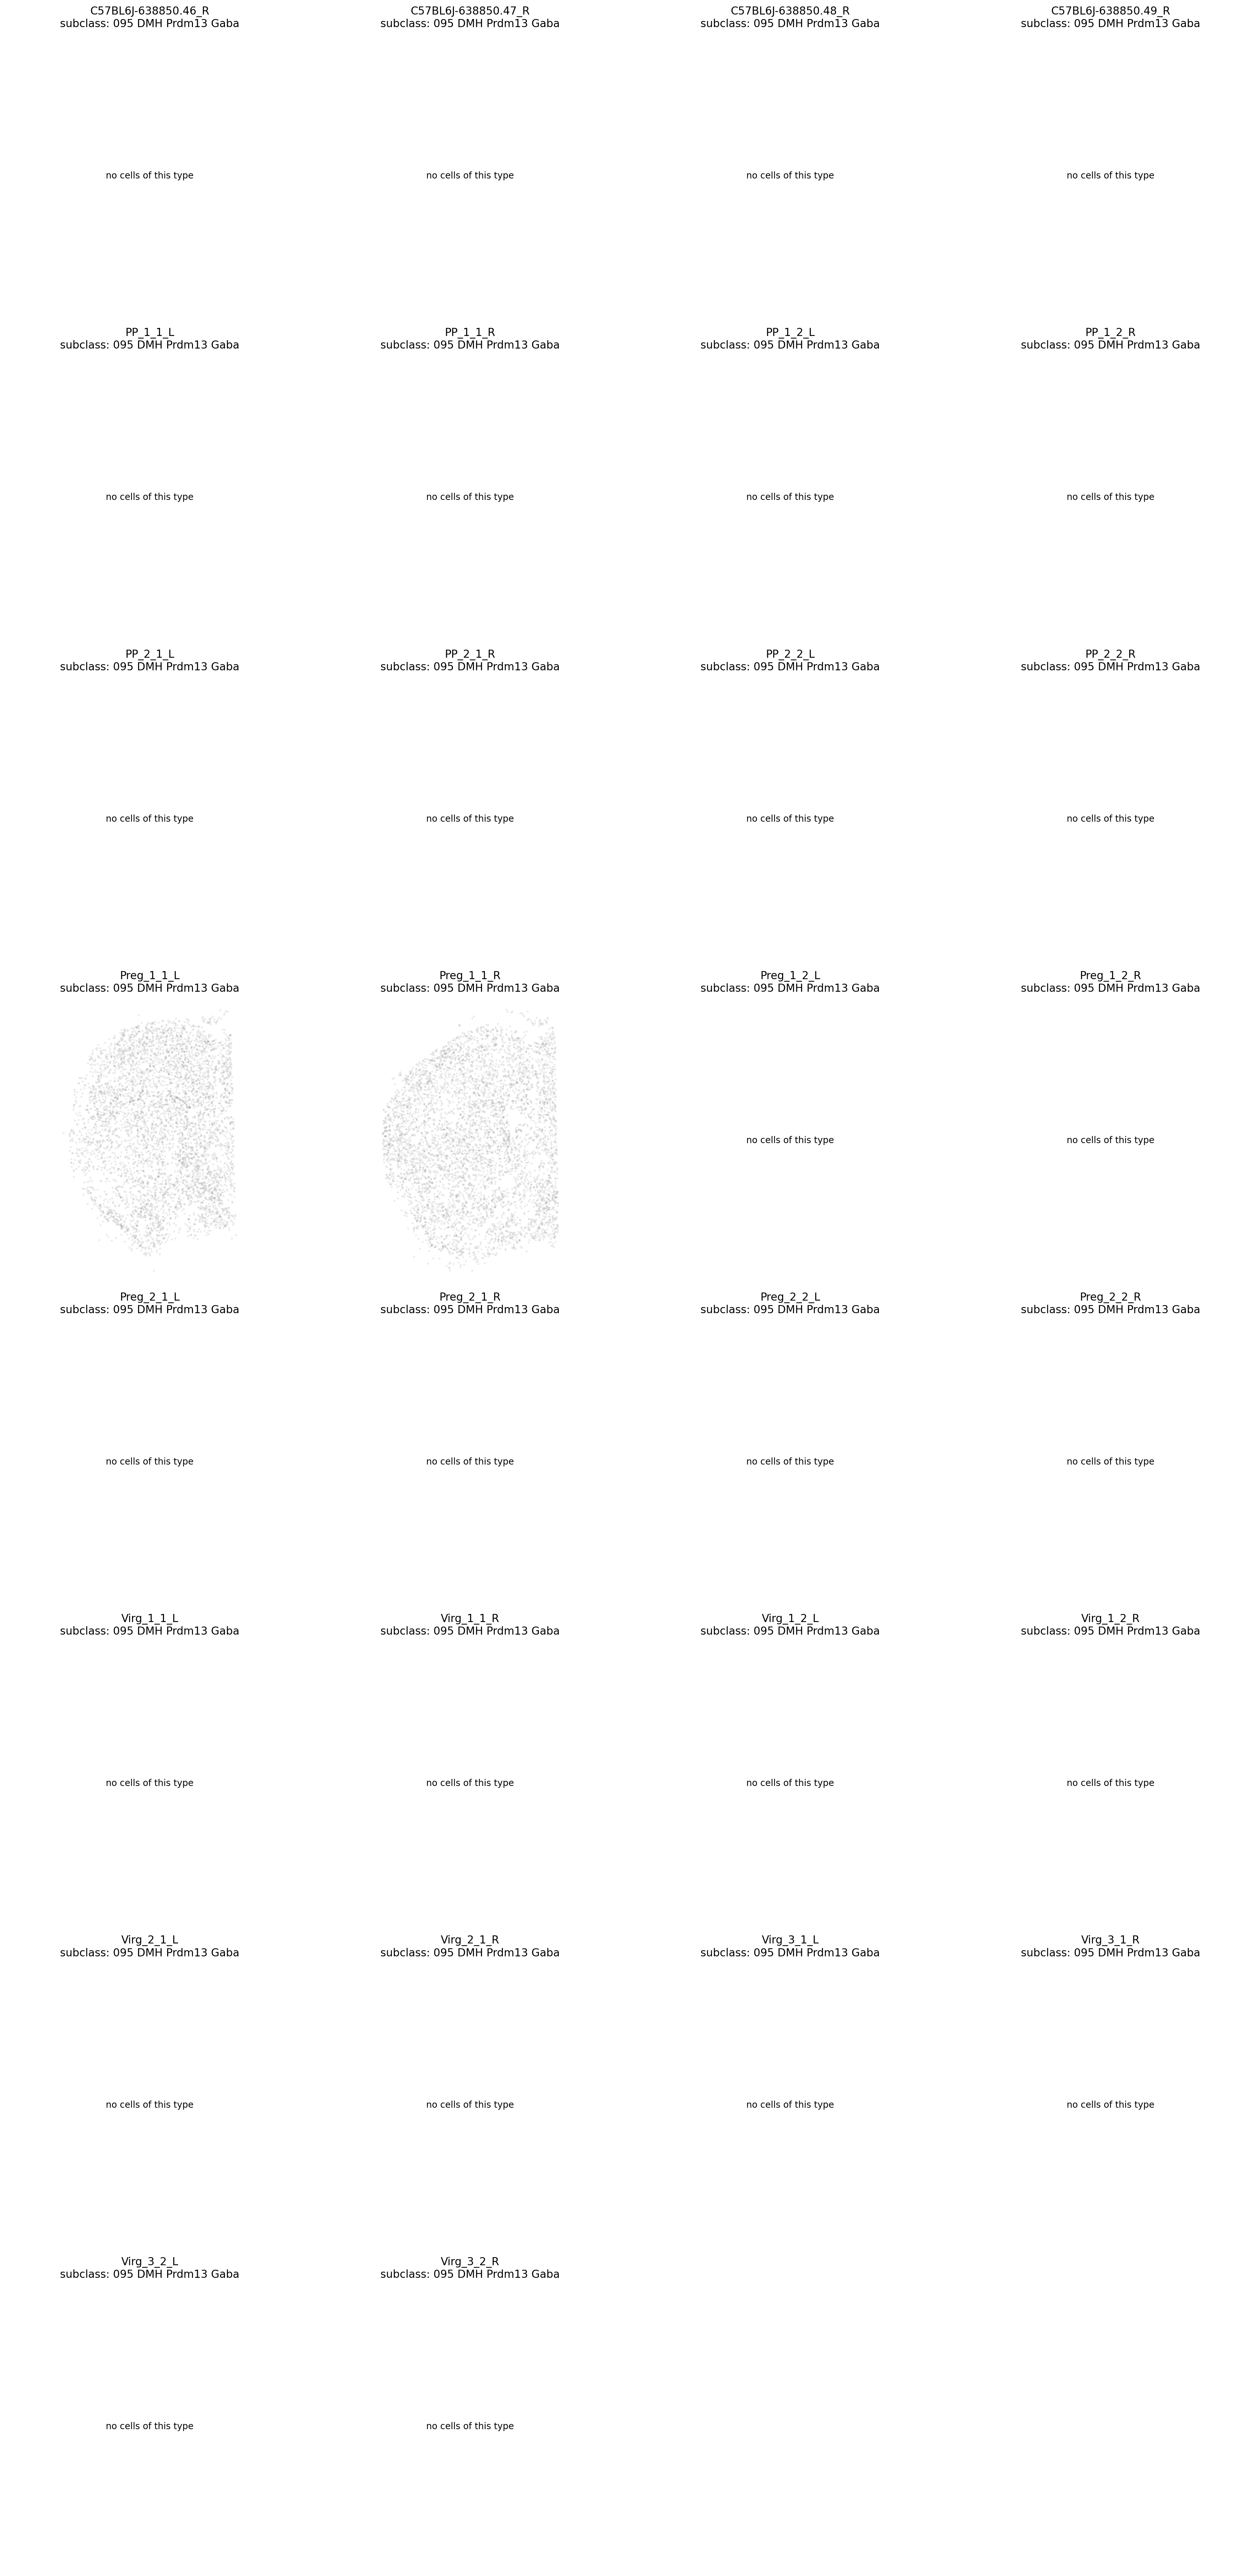 C57BL6J-638850.46_R
subclass: 095 DMH Prdm13 Gaba
C57BL6J-638850.47_R
subclass: 095 DMH Prdm13 Gaba
C57BL6J-638850.48_R
subclass: 095 DMH Prdm13 Gaba
C57BL6J-638850.49_R
subclass: 095 DMH Prdm13 Gaba
no cells of this type
no cells of this type
no cells of this type
no cells of this type
PP_1_1_L
subclass: 095 DMH Prdm13 Gaba
PP_1_1_R
subclass: 095 DMH Prdm13 Gaba
PP_1_2_L
subclass: 095 DMH Prdm13 Gaba
PP_1_2_R
subclass: 095 DMH Prdm13 Gaba
no cells of this type
no cells of this type
no cells of this type
no cells of this type
PP_2_1_L
subclass: 095 DMH Prdm13 Gaba
PP_2_1_R
subclass: 095 DMH Prdm13 Gaba
PP_2_2_L
subclass: 095 DMH Prdm13 Gaba
PP_2_2_R
subclass: 095 DMH Prdm13 Gaba
no cells of this type
no cells of this type
no cells of this type
no cells of this type
Preg_1_1_L
subclass: 095 DMH Prdm13 Gaba
Preg_1_1_R
subclass: 095 DMH Prdm13 Gaba
Preg_1_2_L
subclass: 095 DMH Prdm13 Gaba
Preg_1_2_R
subclass: 095 DMH Prdm13 Gaba
no cells of this type
no cells of this type
Preg_2_1_L
subclass: 095 DMH Prdm13 Gaba
Preg_2_1_R
subclass: 095 DMH Prdm13 Gaba
Preg_2_2_L
subclass: 095 DMH Prdm13 Gaba
Preg_2_2_R
subclass: 095 DMH Prdm13 Gaba
no cells of this type
no cells of this type
no cells of this type
no cells of this type
Virg_1_1_L
subclass: 095 DMH Prdm13 Gaba
Virg_1_1_R
subclass: 095 DMH Prdm13 Gaba
Virg_1_2_L
subclass: 095 DMH Prdm13 Gaba
Virg_1_2_R
subclass: 095 DMH Prdm13 Gaba
no cells of this type
no cells of this type
no cells of this type
no cells of this type
Virg_2_1_L
subclass: 095 DMH Prdm13 Gaba
Virg_2_1_R
subclass: 095 DMH Prdm13 Gaba
Virg_3_1_L
subclass: 095 DMH Prdm13 Gaba
Virg_3_1_R
subclass: 095 DMH Prdm13 Gaba
no cells of this type
no cells of this type
no cells of this type
no cells of this type
Virg_3_2_L
subclass: 095 DMH Prdm13 Gaba
Virg_3_2_R
subclass: 095 DMH Prdm13 Gaba
no cells of this type
no cells of this type